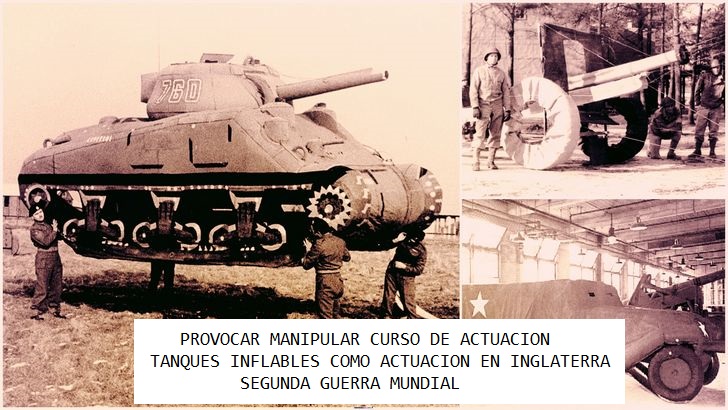 760
PROVOCAR MANIPULAR CURSO DE ACTUACION
TANQUES INFLABLES COMO ACTUACION EN INGLATERRA
SEGUNDA GUERRA MUNDIAL